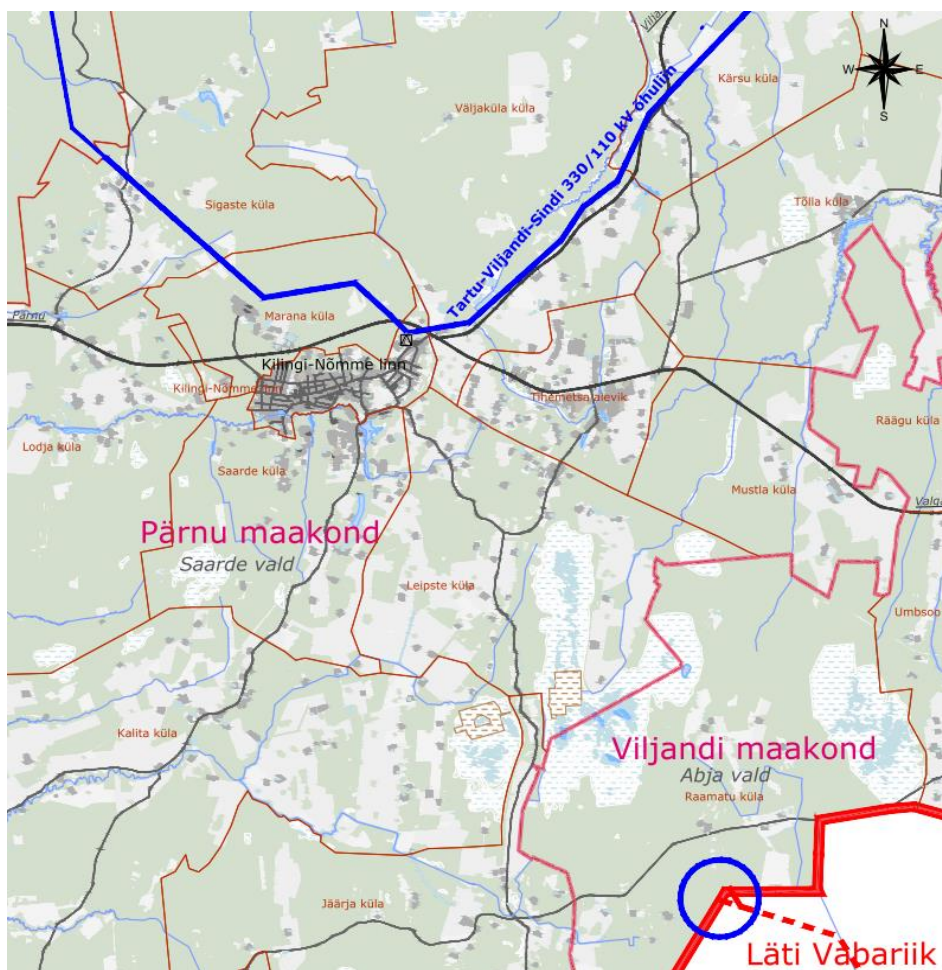 N
W
E
S
Viljan
Kärsu küla
Väljaküla küla
Tartu-Viljandi-Sindi 330/110 kV õhuliin
Sigaste küla
Tõlla küla
Pärnu
Marana küla
Kilingi-Nõmme linn
Kilingi-Nõmme linn
Tihemetsa alevik
Räägu küla
Lodja küla
Saarde küla
Mustla küla
Valga
Pärnu maakond
Saarde vald
Leipste küla
Umbsoo
Kalita küla
Viljandi maakond
Abja vald
Raamatu küla
Jäärja küla
Läti Vabariik